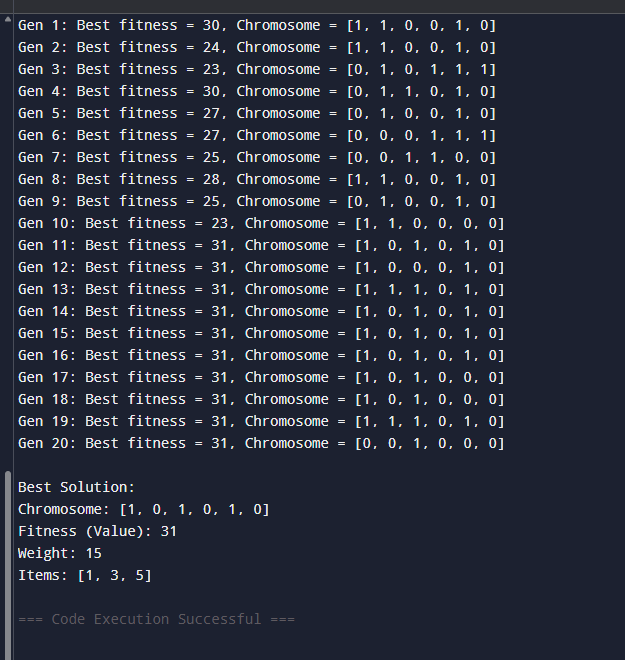 Gen 1: Best fitness = 30, Chromosome = [1, 1, 0, 0, 1, 0]
Gen 2: Best fitness = 24, Chromosome = [1, 1, 0, 0, 1, 0]
Gen 3: Best fitness = 23, Chromosome = [0, 1, 0, 1, 1, 1]
Gen 4: Best fitness = 30, Chromosome = [0, 1, 1, 0, 1, 0]
Gen 5: Best fitness = 27, Chromosome = [0, 1, 0, 0, 1, 0]
Gen 6: Best fitness = 27, Chromosome = [0, 0, 0, 1, 1, 1]
Gen 7: Best fitness = 25, Chromosome = [0, 0, 1, 1, 0, 0]
Gen 8: Best fitness = 28, Chromosome = [1, 1, 0, 0, 1, 0]
Gen 9: Best fitness = 25, Chromosome = [0, 1, 0, 0, 1, 0]
Gen 10: Best fitness = 23, Chromosome = [1, 1, 0, 0, 0, 0]
Gen 11: Best fitness = 31, Chromosome = [1, 0, 1, 0, 1, 0]
Gen 12: Best fitness = 31, Chromosome = [1, 0, 0, 0, 1, 0]
Gen 13: Best fitness = 31, Chromosome = [1, 1, 1, 0, 1, 0]
Gen 14: Best fitness = 31, Chromosome = [1, 0, 1, 0, 1, 0]
Gen 15: Best fitness = 31, Chromosome = [1, 0, 1, 0, 1, 0]
Gen 16: Best fitness = 31, Chromosome = [1, 0, 1, 0, 1, 0]
Gen 17: Best fitness = 31, Chromosome = [1, 0, 1, 0, 0, 0]
Gen 18: Best fitness = 31, Chromosome = [1, 0, 1, 0, 0, 0]
Gen 19: Best fitness = 31, Chromosome = [1, 1, 1, 0, 1, 0]
Gen 20: Best fitness = 31, Chromosome = [0, 0, 1, 0, 0, 0]
Best Solution:
Chromosome: [1, 0, 1, 0, 1, 0]
Fitness (Value): 31
Weight: 15
Items: [1, 3, 5]
=== Code Execution Successful ===